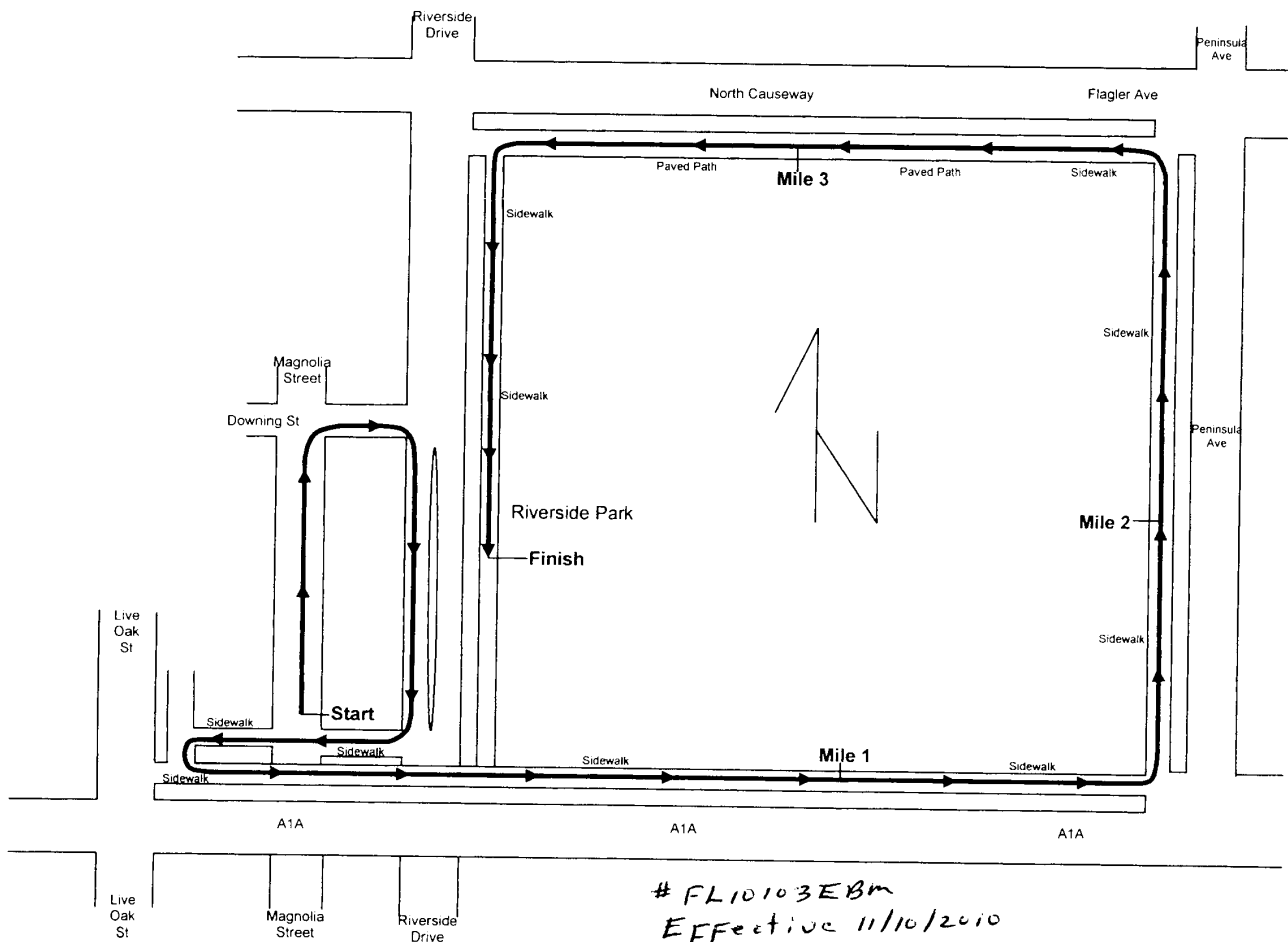 Riverside
Drive
Peninsula
Ave
North Causeway
Flagler Ave
Paved Path
Mile 3
Paved Path
Sidewalk
Sidewalk
Sidewalk
Magnolia
Street
Sidewalk
Downing St
Peninsula
Ave
Riverside Park
Mile 2
Finish
Live
Oak
St
Sidewalk
Start
Sidewalk
Sidewalk
Sidewalk
Sidewalk
Mile 1
Sidewalk
A1A
A1A
A1A
Live
Oak
St
Magnolia
Street
Riverside
Drive
# FL10103EBM
Effective 11/10/2010
N